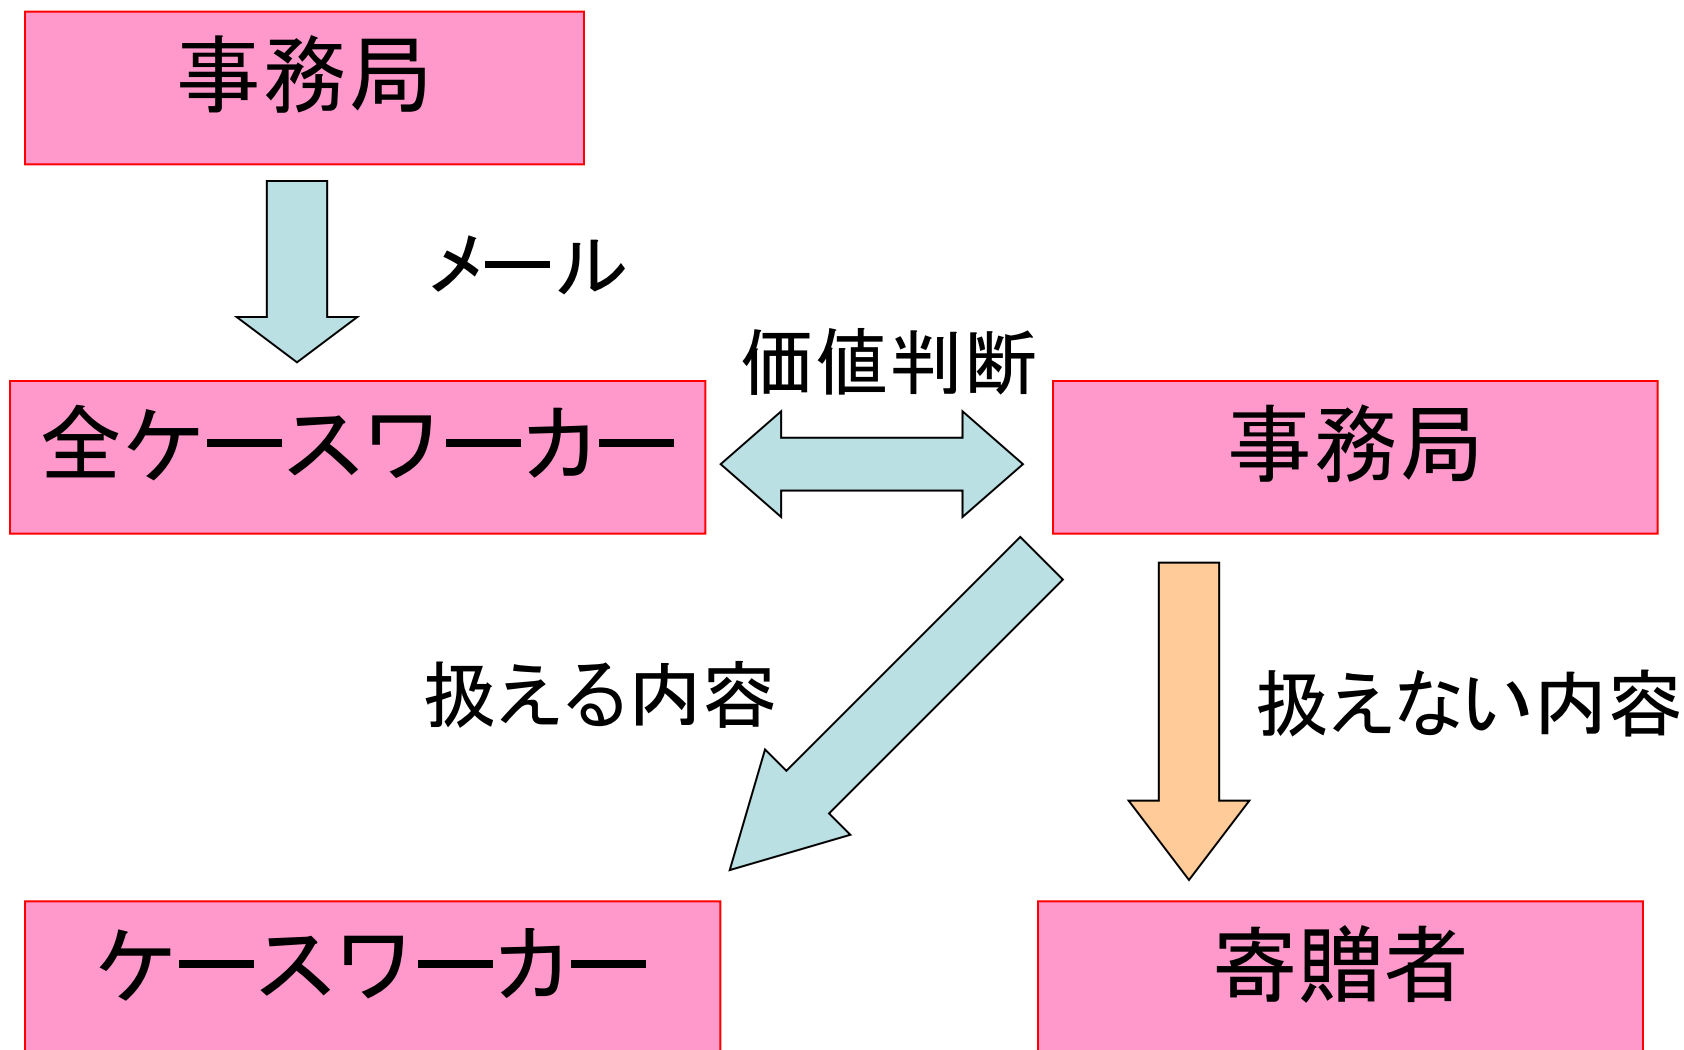 事務局
メール
価値判断
全ケースワーカー
事務局
扱える内容
扱えない内容
ケースワーカー
寄贈者